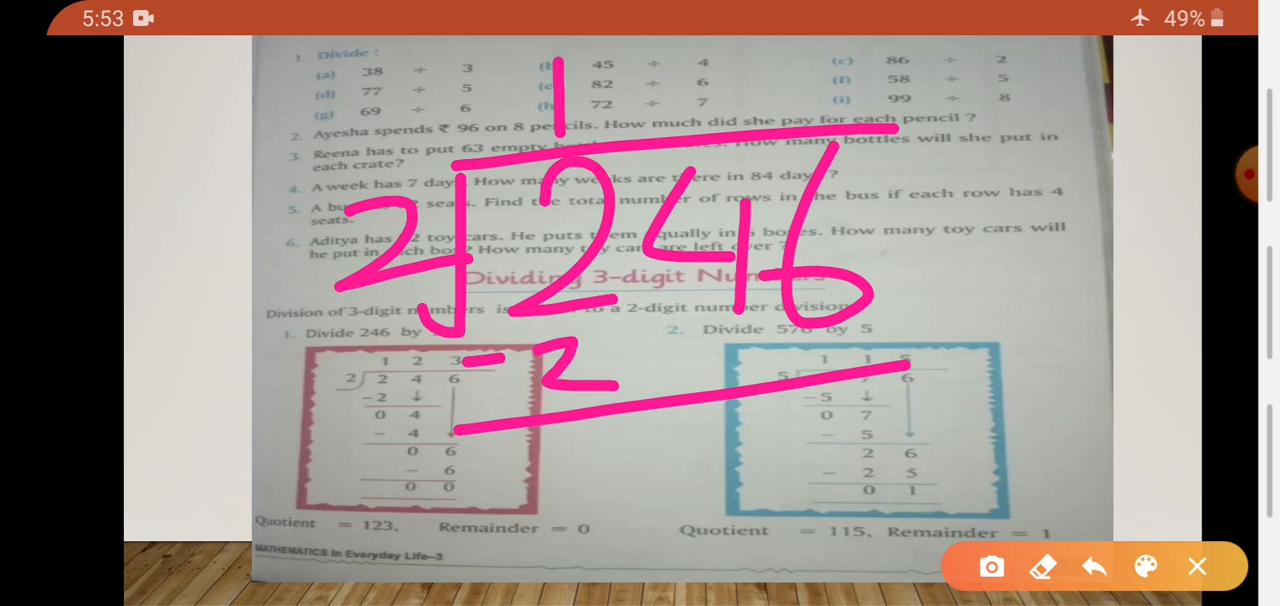 5:53 49%
1. Divide :
(a) 38 ÷ 3 (b 45 ÷ 4 (c) 86 ÷ 2
(d) 77 ÷ 5 (e 82 ÷ 6 (f) 58 ÷ 5
(g) 69 ÷ 6 (h 72 ÷ 7 (i) 99 ÷ 8
2. Ayesha spends ₹ 96 on 8 pencils. How much did she pay for each pencil ?
3. Reena has to put 63 empty How many bottles will she put in
each crate?
4. A week has 7 days. How many weeks are there in 84 days ?
5. A bus seats. Find the total number of rows in the bus if each row has 4
seats.
6. Aditya has 2 toy cars. He puts them equally in boxes. How many toy cars will
he put in each box? How many toy cars are left over ?
Dividing 3-digit Numbers
Division of 3-digit numbers is to a 2-digit number division.
1. Divide 246 by
2. Divide 576 by 5
1 2 3
2 2 4 6
-2 ↓
0 4
- 4
0 6
- 6
0 0
1 1 5
5 7 6
-5 ↓
0 7
- 5
2 6
- 2 5
0 1
Quotient = 123, Remainder = 0
Quotient = 115, Remainder = 1
MATHEMATICS In Everyday Life-3
1
2 246
- 2